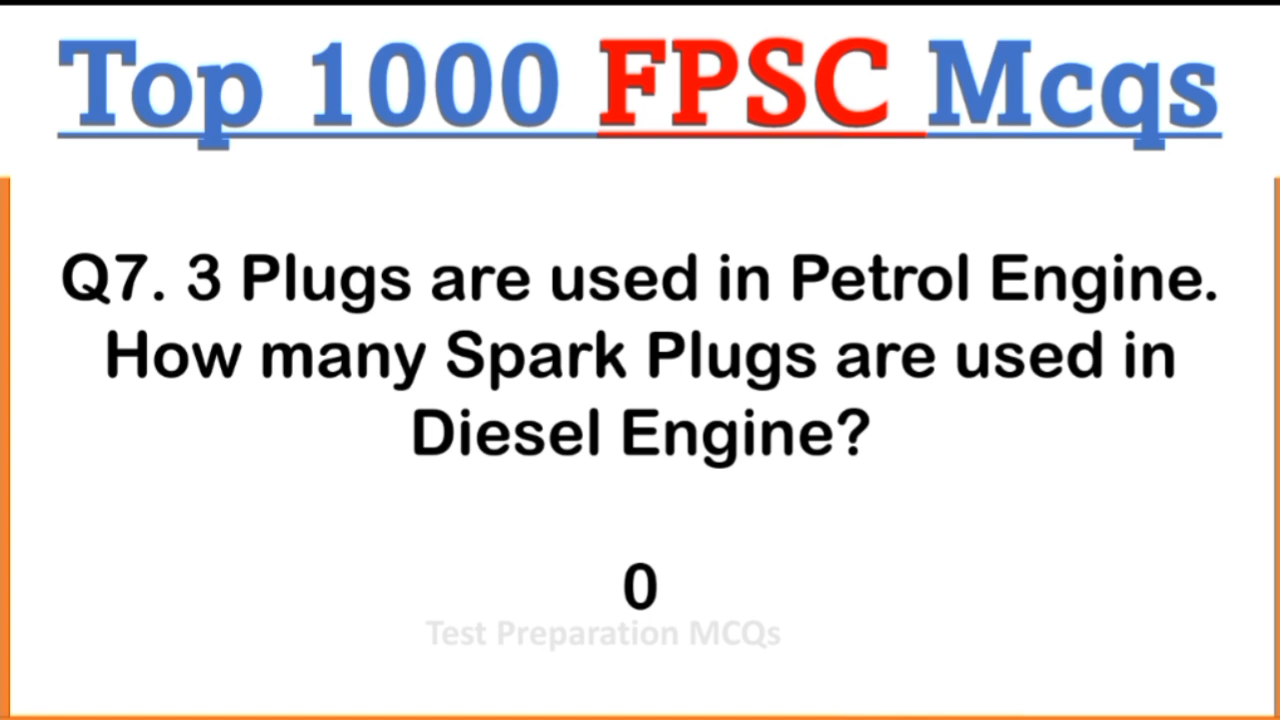 Top 1000 FPSC Mcqs
Q7. 3 Plugs are used in Petrol Engine.
How many Spark Plugs are used in
Diesel Engine?
0
Test Preparation MCQs